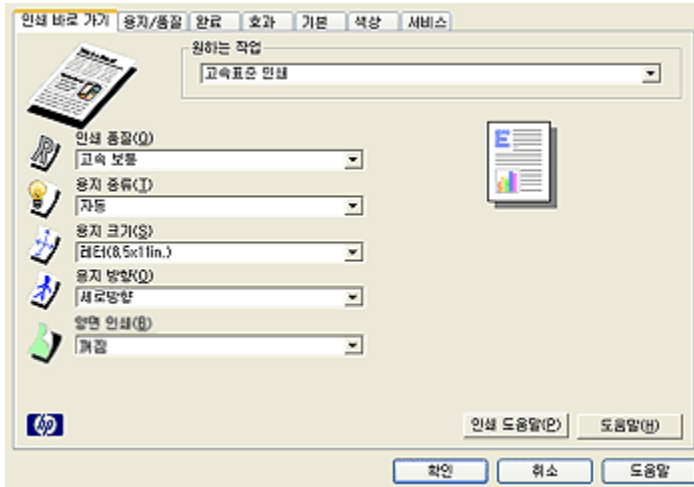 인쇄 바로 가기 용지/품질 완료 효과 기본 색상 서비스
원하는 작업
고속표준 인쇄
인쇄 품질(Q)
고속 보통
용지 종류(T)
자동
용지 크기(S)
레터(8,5x11in,)
용지 방향(O)
세로방향
양면 인쇄(B)
꺼짐
hp
인쇄 도움말(P) 도움말(H)
확인 취소 도움말